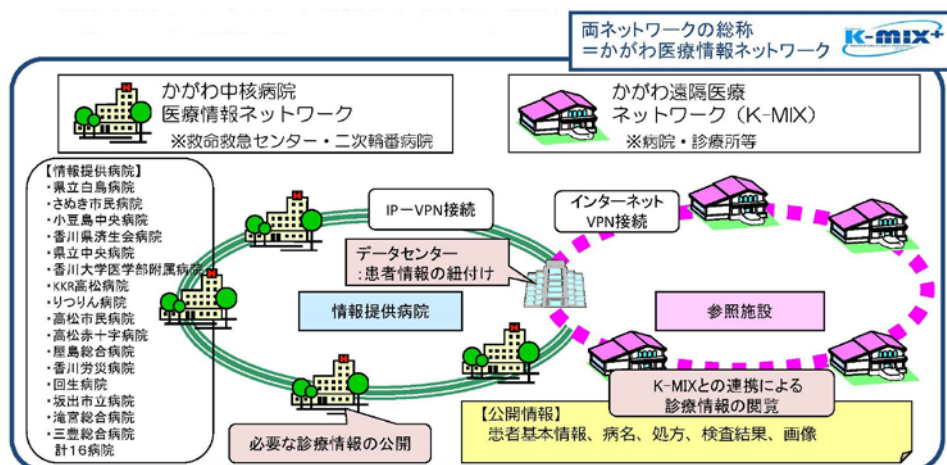 両ネットワークの総称
＝かがわ医療情報ネットワーク
K-MIX+
かがわ中核病院
医療情報ネットワーク
※救命救急センター・二次輪番病院
かがわ遠隔医療
ネットワーク（K-MIX）
※病院・診療所等
【情報提供病院】
・県立白鳥病院
・さぬき市民病院
・小豆島中央病院
・香川県済生会病院
・県立中央病院
・香川大学医学部附属病院
・KKR高松病院
・りつりん病院
・高松市民病院
・高松赤十字病院
・屋島総合病院
・香川労災病院
・回生病院
・坂出市立病院
・滝宮総合病院
・三豊総合病院
計16病院
IP－VPN接続
インターネット
VPN接続
データセンター
：患者情報の紐付け
情報提供病院
参照施設
必要な診療情報の公開
K-MIXとの連携による
診療情報の閲覧
【公開情報】
患者基本情報、病名、処方、検査結果、画像